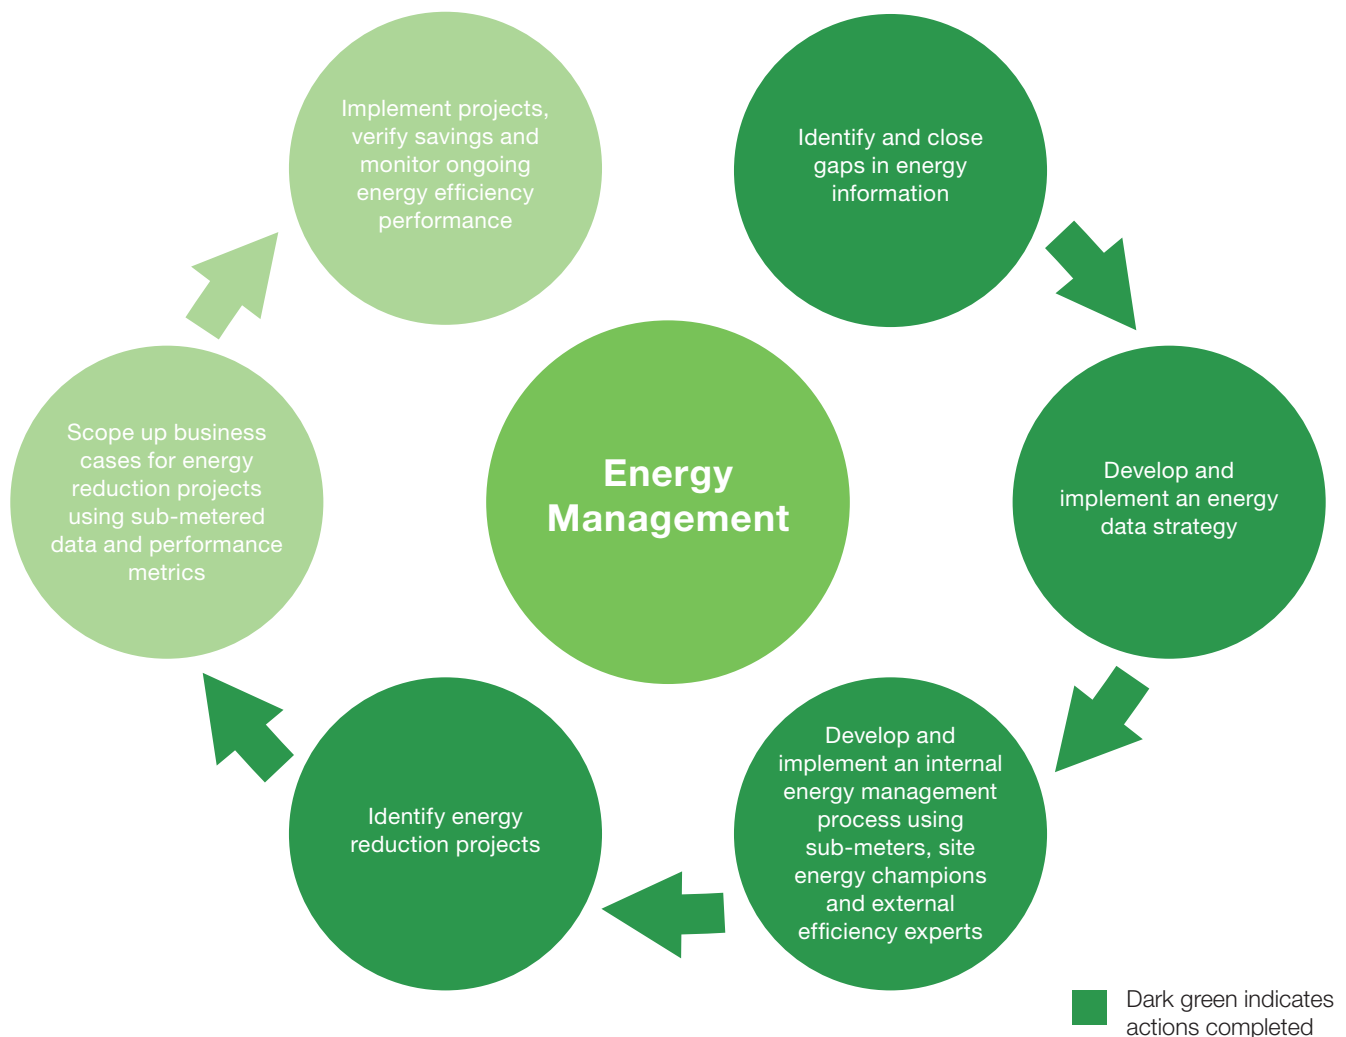 Energy
Management
Identify and close
gaps in energy
information
Develop and
implement an energy
data strategy
Develop and
implement an internal
energy management
process using
sub-meters, site
energy champions
and external
efficiency experts
Identify energy
reduction projects
Scope up business
cases for energy
reduction projects
using sub-metered
data and performance
metrics
Implement projects,
verify savings and
monitor ongoing
energy efficiency
performance
Dark green indicates
actions completed